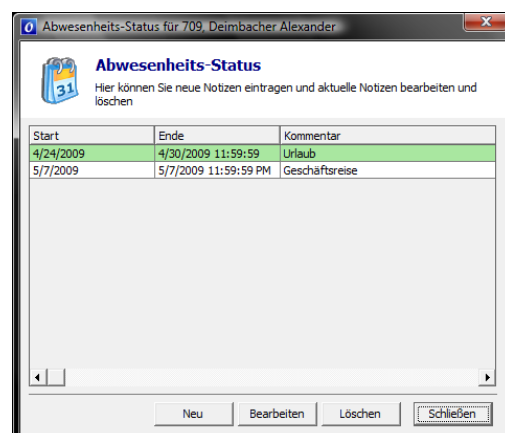 Abwesenheits-Status für 709, Deimbacher Alexander
Abwesenheits-Status
Hier können Sie neue Notizen eintragen und aktuelle Notizen bearbeiten und
löschen
31
Start Ende Kommentar
4/24/2009 4/30/2009 11:59:59 Urlaub
5/7/2009 5/7/2009 11:59:59 PM Geschäftsreise
Neu Bearbeiten Löschen Schließen